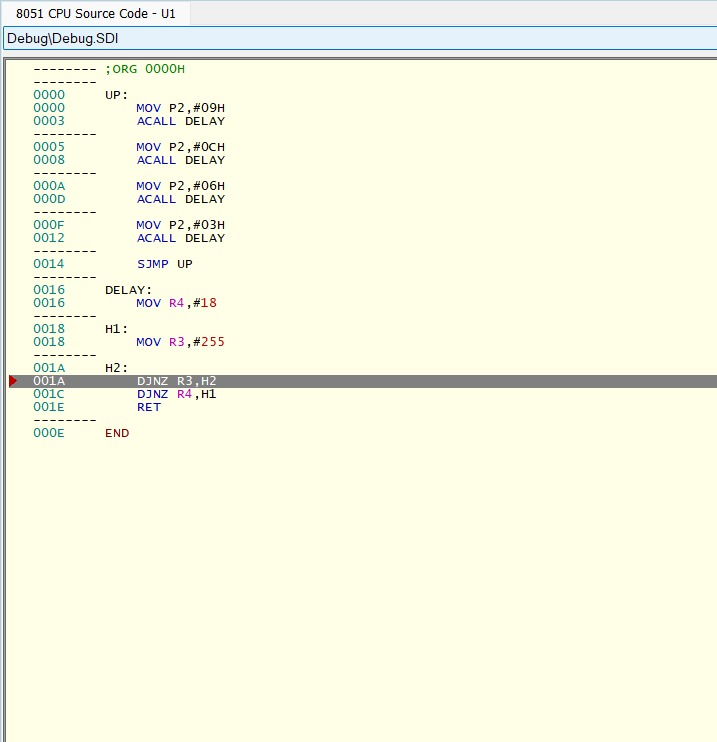 8051 CPU Source Code - U1
Debug\Debug.SDI
-------- ;ORG 0000H
--------
0000 UP:
0000 MOV P2,#09H
0003 ACALL DELAY
--------
0005 MOV P2,#0CH
0008 ACALL DELAY
--------
000A MOV P2,#06H
000D ACALL DELAY
--------
000F MOV P2,#03H
0012 ACALL DELAY
--------
0014 SJMP UP
--------
0016 DELAY:
0016 MOV R4,#18
--------
0018 H1:
0018 MOV R3,#255
--------
001A H2:
001A DJNZ R3,H2
001C DJNZ R4,H1
001E RET
--------
000E END